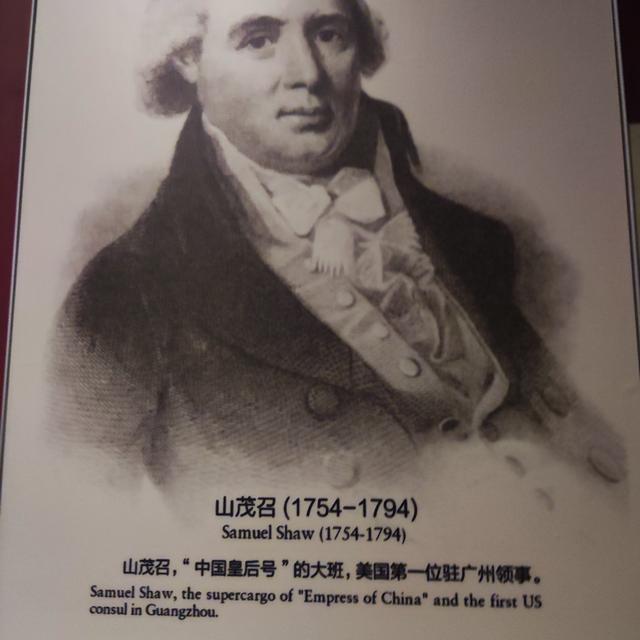 山茂召 (1754-1794)
Samuel Shaw (1754-1794)
山茂召，“中国皇后号”的大班，美国第一位驻广州领事。
Samuel Shaw, the supercargo of "Empress of China" and the first US
consul in Guangzhou.